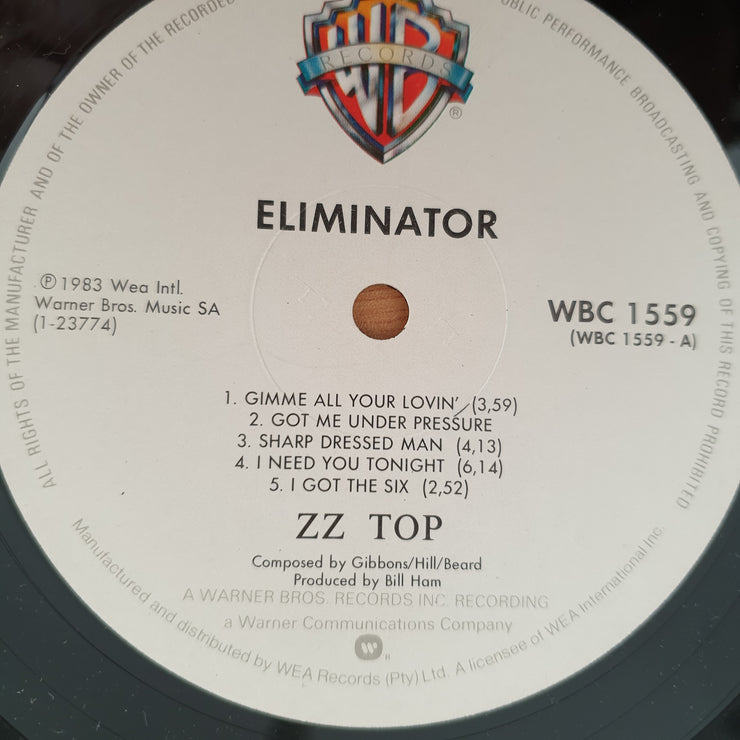 ALL RIGHTS OF THE MANUFACTURER AND OF THE OWNER OF THE RECORDED
PUBLIC PERFORMANCE BROADCASTING AND COPYING OF THIS RECORD PROHIBITED
WB
RECORDS
®
ELIMINATOR
℗ 1983 Wea Intl.
Warner Bros. Music SA
(1-23774)
WBC 1559
(WBC 1559 - A)
1. GIMME ALL YOUR LOVIN' (3,59)
2. GOT ME UNDER PRESSURE
3. SHARP DRESSED MAN (4,13)
4. I NEED YOU TONIGHT (6,14)
5. I GOT THE SIX (2,52)
ZZ TOP
Composed by Gibbons/Hill/Beard
Produced by Bill Ham
A WARNER BROS. RECORDS INC. RECORDING
a Warner Communications Company
Manufactured and distributed by WEA Records (Pty) Ltd. A licensee of WEA International Inc.